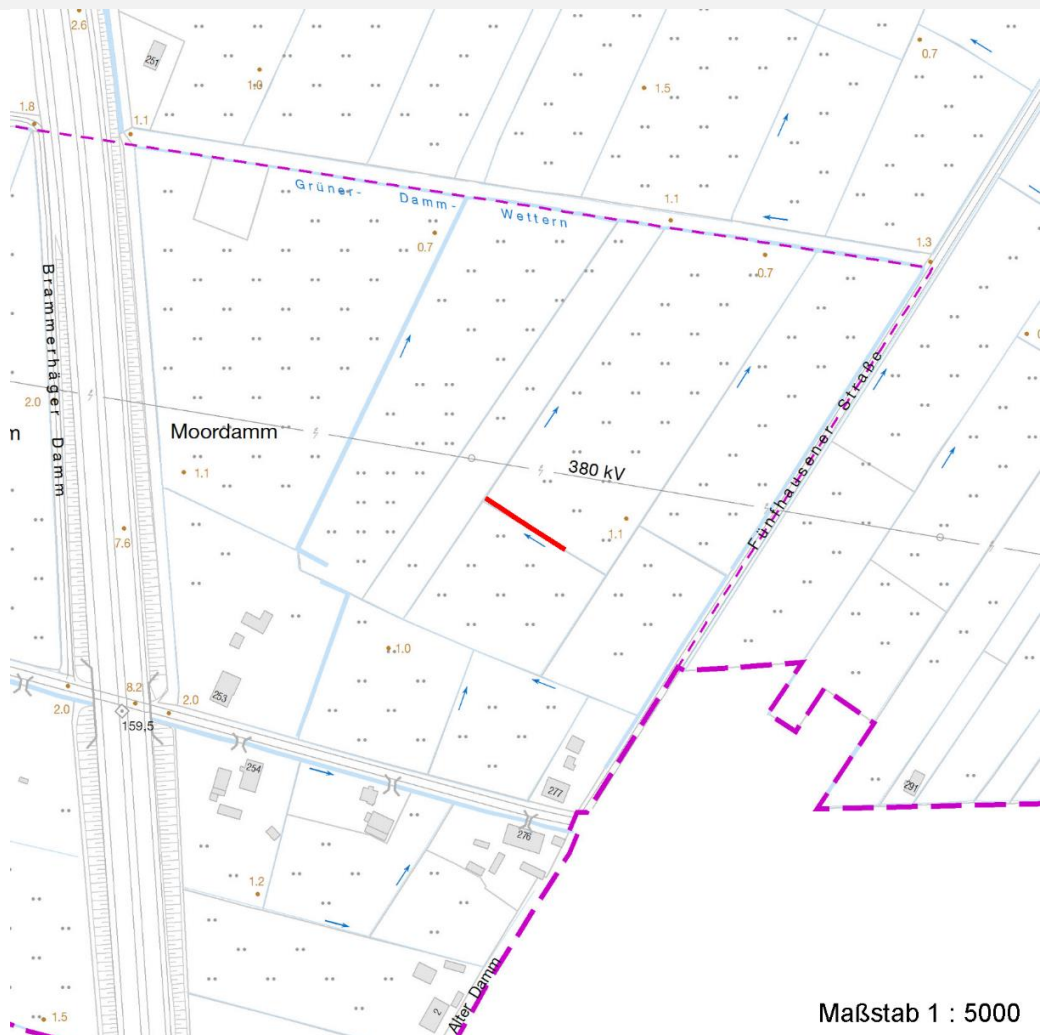 2.6
251
0.7
1.0
1.5
1.8
1.1
Grüner-
Damm-
Wettern
1.1
0.7
0.7
1.3
Brammerhäger Damm
Fünfhausener Straße
2.0
m
Moordamm
380 kV
1.1
7.6
1.1
1.0
253
8.2
2.0
2.0
159,5
254
277
276
291
1.2
Alter Damm
2
1.5
Maßstab 1 : 5000